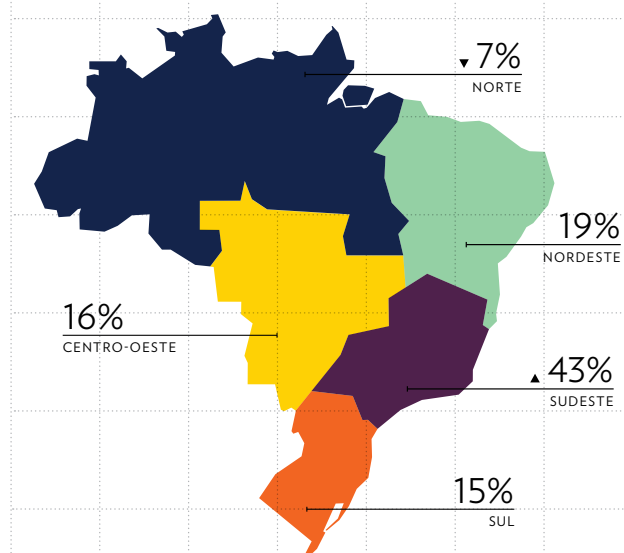 ▼ 7%
NORTE
19%
NORDESTE
16%
CENTRO-OESTE
▲ 43%
SUDESTE
15%
SUL